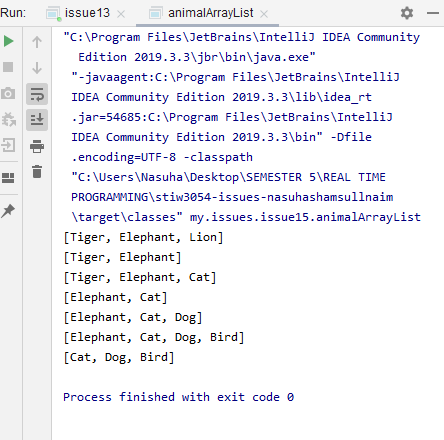 Run: issue13 animalArrayList
"C:\Program Files\JetBrains\IntelliJ IDEA Community
Edition 2019.3.3\jbr\bin\java.exe"
"-javaagent:C:\Program Files\JetBrains\IntelliJ
IDEA Community Edition 2019.3.3\lib\idea_rt
.jar=54685:C:\Program Files\JetBrains\IntelliJ
IDEA Community Edition 2019.3.3\bin" -Dfile
.encoding=UTF-8 -classpath
"C:\Users\Nasuha\Desktop\SEMESTER 5\REAL TIME
PROGRAMMING\stiw3054-issues-nasuhashamsullnaim
\target\classes" my.issues.issue15.animalArrayList
[Tiger, Elephant, Lion]
[Tiger, Elephant]
[Tiger, Elephant, Cat]
[Elephant, Cat]
[Elephant, Cat, Dog]
[Elephant, Cat, Dog, Bird]
[Cat, Dog, Bird]
Process finished with exit code 0